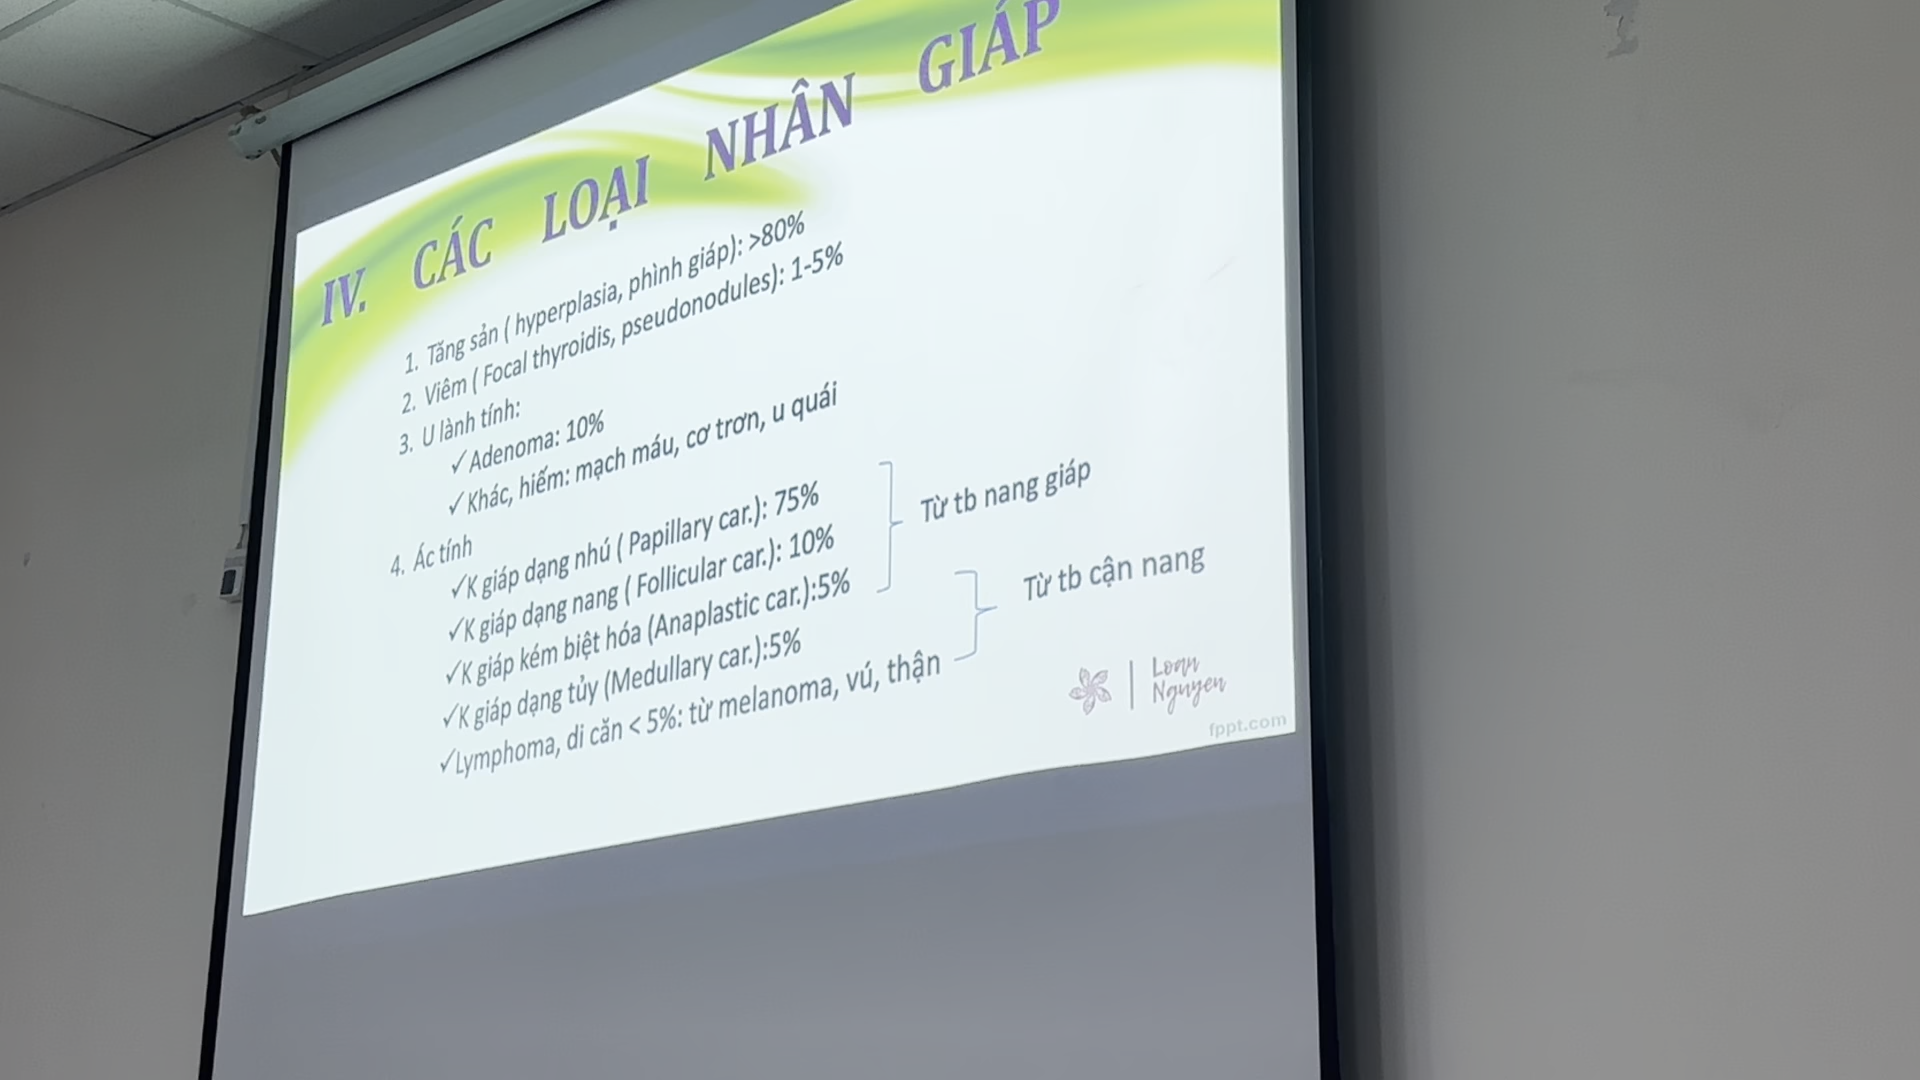 IV. CÁC LOẠI NHÂN GIÁP
1. Tăng sản ( hyperplasia, phình giáp): >80%
2. Viêm ( Focal thyroidis, pseudonodules): 1-5%
3. U lành tính:
✓Adenoma: 10%
✓Khác, hiếm: mạch máu, cơ trơn, u quái
4. Ác tính
✓K giáp dạng nhú ( Papillary car.): 75%
✓K giáp dạng nang ( Follicular car.): 10%
✓K giáp kém biệt hóa (Anaplastic car.):5%
Từ tb nang giáp
✓K giáp dạng tủy (Medullary car.):5%
✓Lymphoma, di căn < 5%: từ melanoma, vú, thận
Từ tb cận nang
Loan
Nguyen
fppt.com